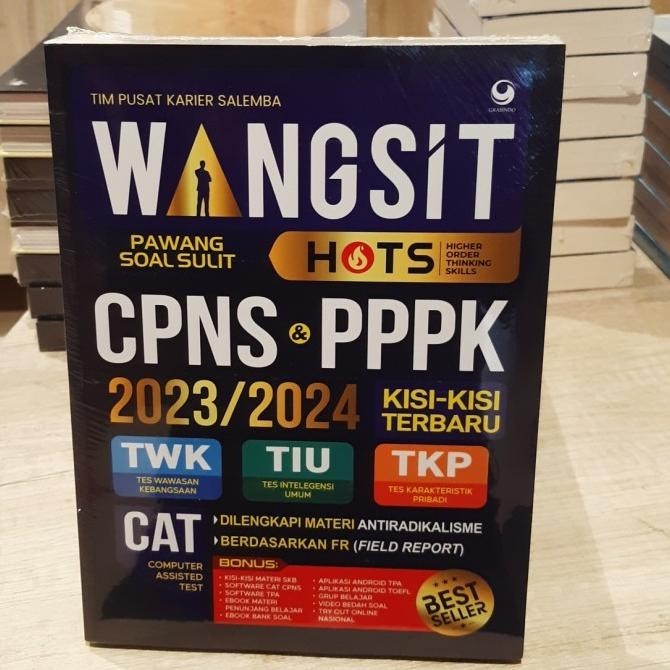 TIM PUSAT KARIER SALEMBA
GRASINDO
WANGSIT
PAWANG
SOAL SULIT
HOTS
HIGHER
ORDER
THINKING
SKILLS
CPNS & PPPK
2023/2024
KISI-KISI
TERBARU
TWK
TES WAWASAN
KEBANGSAAN
TIU
TES INTELEGENSI
UMUM
TKP
TES KARAKTERISTIK
PRIBADI
CAT
COMPUTER
ASSISTED
TEST
DILENGKAPI MATERI ANTIRADIKALISME
BERDASARKAN FR (FIELD REPORT)
BONUS:
• KISI-KISI MATERI SKB
• SOFTWARE CAT CPNS
• SOFTWARE TPA
• EBOOK MATERI
PENUNJANG BELAJAR
• EBOOK BANK SOAL
• APLIKASI ANDROID TPA
• APLIKASI ANDROID TOEFL
• GRUP BELAJAR
• VIDEO BEDAH SOAL
• TRY OUT ONLINE
NASIONAL
BEST
SELLER